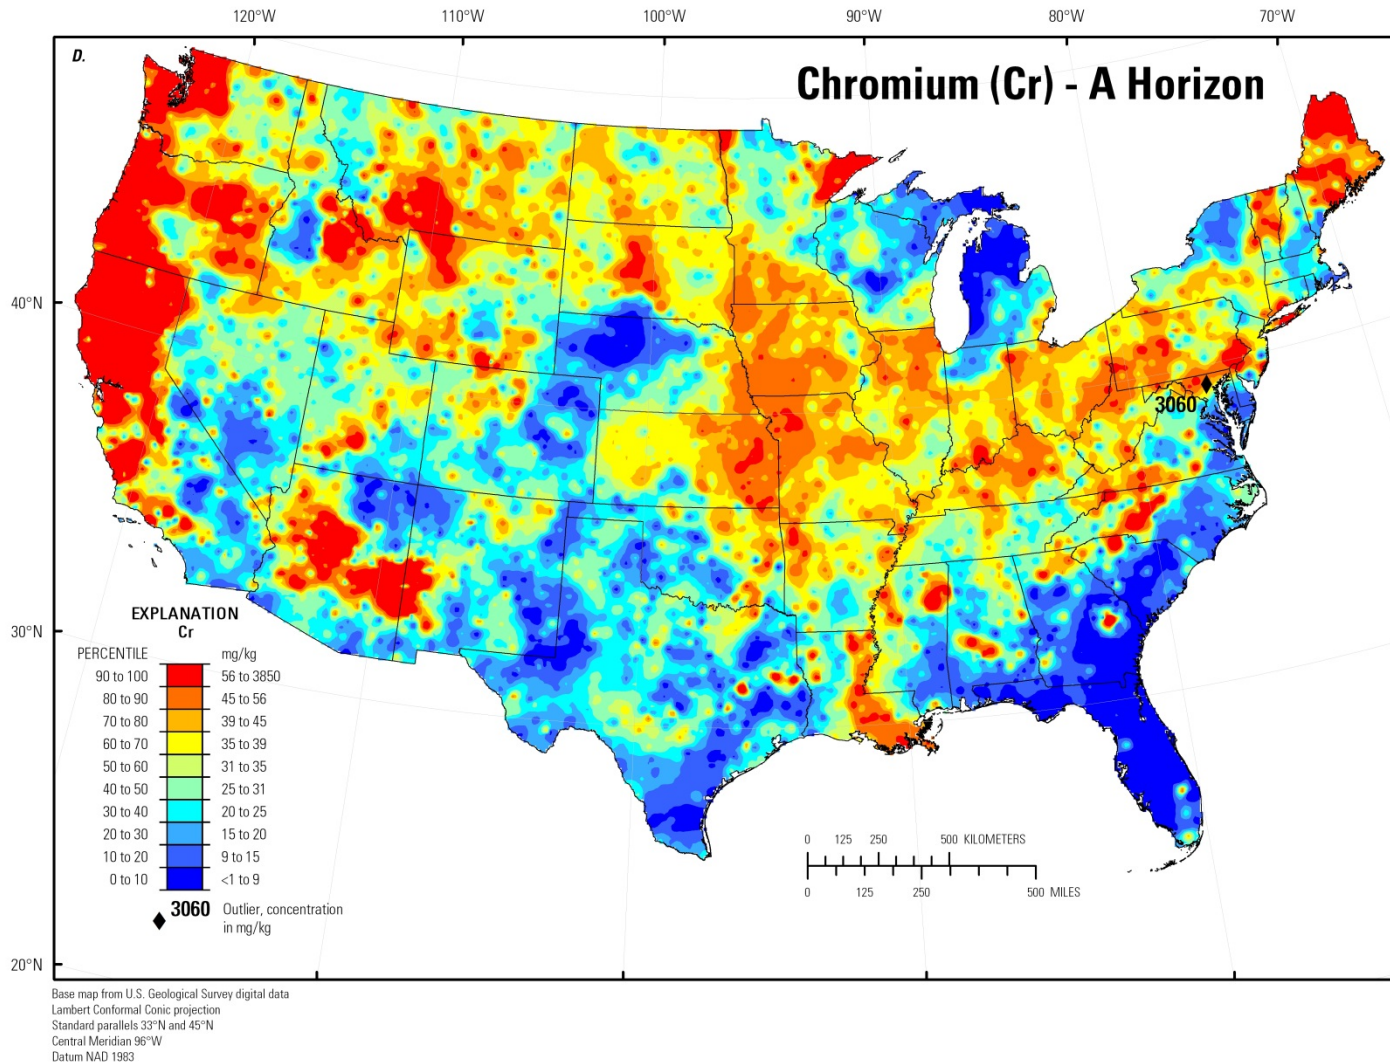 120°W 110°W 100°W 90°W 80°W 70°W
D.
Chromium (Cr) - A Horizon
40°N
3060
30°N
20°N
EXPLANATION
Cr
PERCENTILE mg/kg
90 to 100 56 to 3850
80 to 90 45 to 56
70 to 80 39 to 45
60 to 70 35 to 39
50 to 60 31 to 35
40 to 50 25 to 31
30 to 40 20 to 25
20 to 30 15 to 20
10 to 20 9 to 15
0 to 10 <1 to 9
3060 Outlier, concentration
in mg/kg
0 125 250 500 KILOMETERS
0 125 250 500 MILES
Base map from U.S. Geological Survey digital data
Lambert Conformal Conic projection
Standard parallels 33°N and 45°N
Central Meridian 96°W
Datum NAD 1983